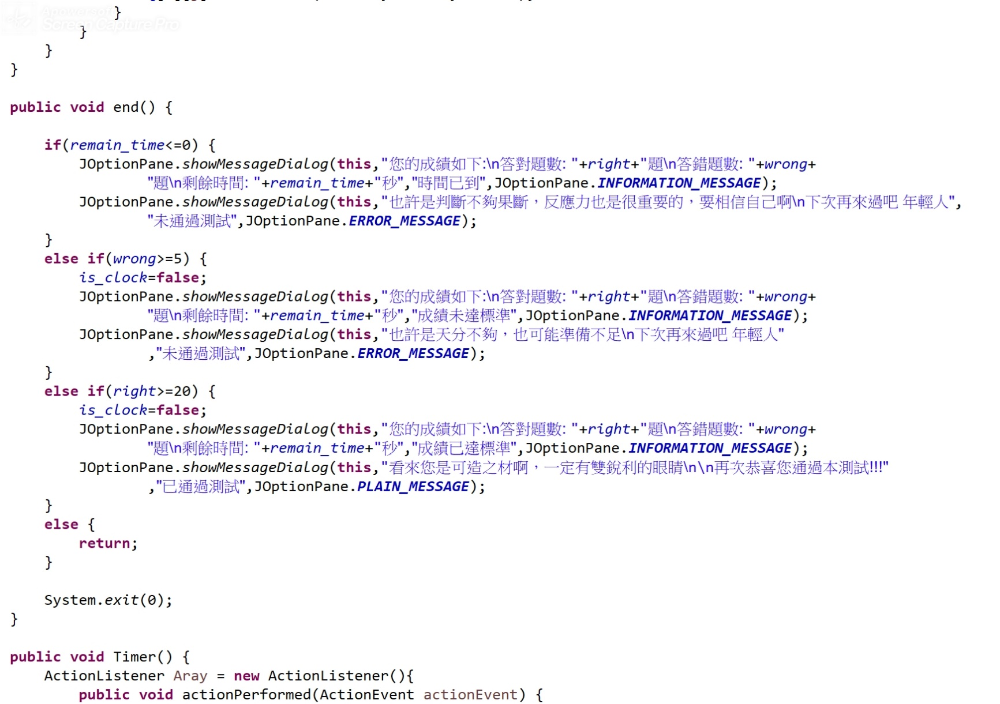 Apowersoft
Screen Capture Pro
            }
        }
    }
}

public void end() {

    if(remain_time<=0) {
        JOptionPane.showMessageDialog(this,"您的成績如下:\n答對題數: "+right+"題\n答錯題數: "+wrong+
                "題\n剩餘時間: "+remain_time+"秒","時間已到",JOptionPane.INFORMATION_MESSAGE);
        JOptionPane.showMessageDialog(this,"也許是判斷不夠果斷，反應力也是很重要的，要相信自己啊\n下次再來過吧 年輕人",
                "未通過測試",JOptionPane.ERROR_MESSAGE);
    }
    else if(wrong>=5) {
        is_clock=false;
        JOptionPane.showMessageDialog(this,"您的成績如下:\n答對題數: "+right+"題\n答錯題數: "+wrong+
                "題\n剩餘時間: "+remain_time+"秒","成績未達標準",JOptionPane.INFORMATION_MESSAGE);
        JOptionPane.showMessageDialog(this,"也許是天分不夠，也可能準備不足\n下次再來過吧 年輕人"
                ,"未通過測試",JOptionPane.ERROR_MESSAGE);
    }
    else if(right>=20) {
        is_clock=false;
        JOptionPane.showMessageDialog(this,"您的成績如下:\n答對題數: "+right+"題\n答錯題數: "+wrong+
                "題\n剩餘時間: "+remain_time+"秒","成績已達標準",JOptionPane.INFORMATION_MESSAGE);
        JOptionPane.showMessageDialog(this,"看來您是可造之材啊，一定有雙銳利的眼睛\n\n再次恭喜您通過本測試!!!"
                ,"已通過測試",JOptionPane.PLAIN_MESSAGE);
    }
    else {
        return;
    }

    System.exit(0);
}

public void Timer() {
    ActionListener Aray = new ActionListener(){
        public void actionPerformed(ActionEvent actionEvent) {